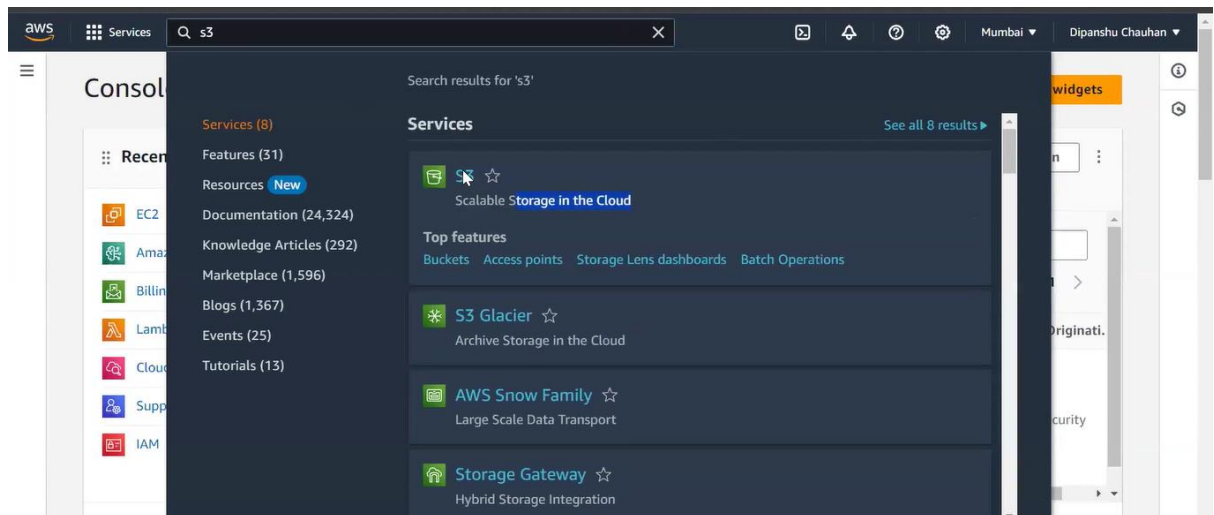 aws Services s3 Mumbai Dipanshu Chauhan
Consol
widgets
Search results for 's3'
Services (8)
Features (31)
Resources New
Documentation (24,324)
Knowledge Articles (292)
Marketplace (1,596)
Blogs (1,367)
Events (25)
Tutorials (13)
Services See all 8 results
S3
Scalable Storage in the Cloud
Top features
Buckets Access points Storage Lens dashboards Batch Operations
S3 Glacier
Archive Storage in the Cloud
AWS Snow Family
Large Scale Data Transport
Storage Gateway
Hybrid Storage Integration
Recen
EC2
Amaz
Billin
Lamb
Cloud
Supp
IAM
n
Originati.
curity